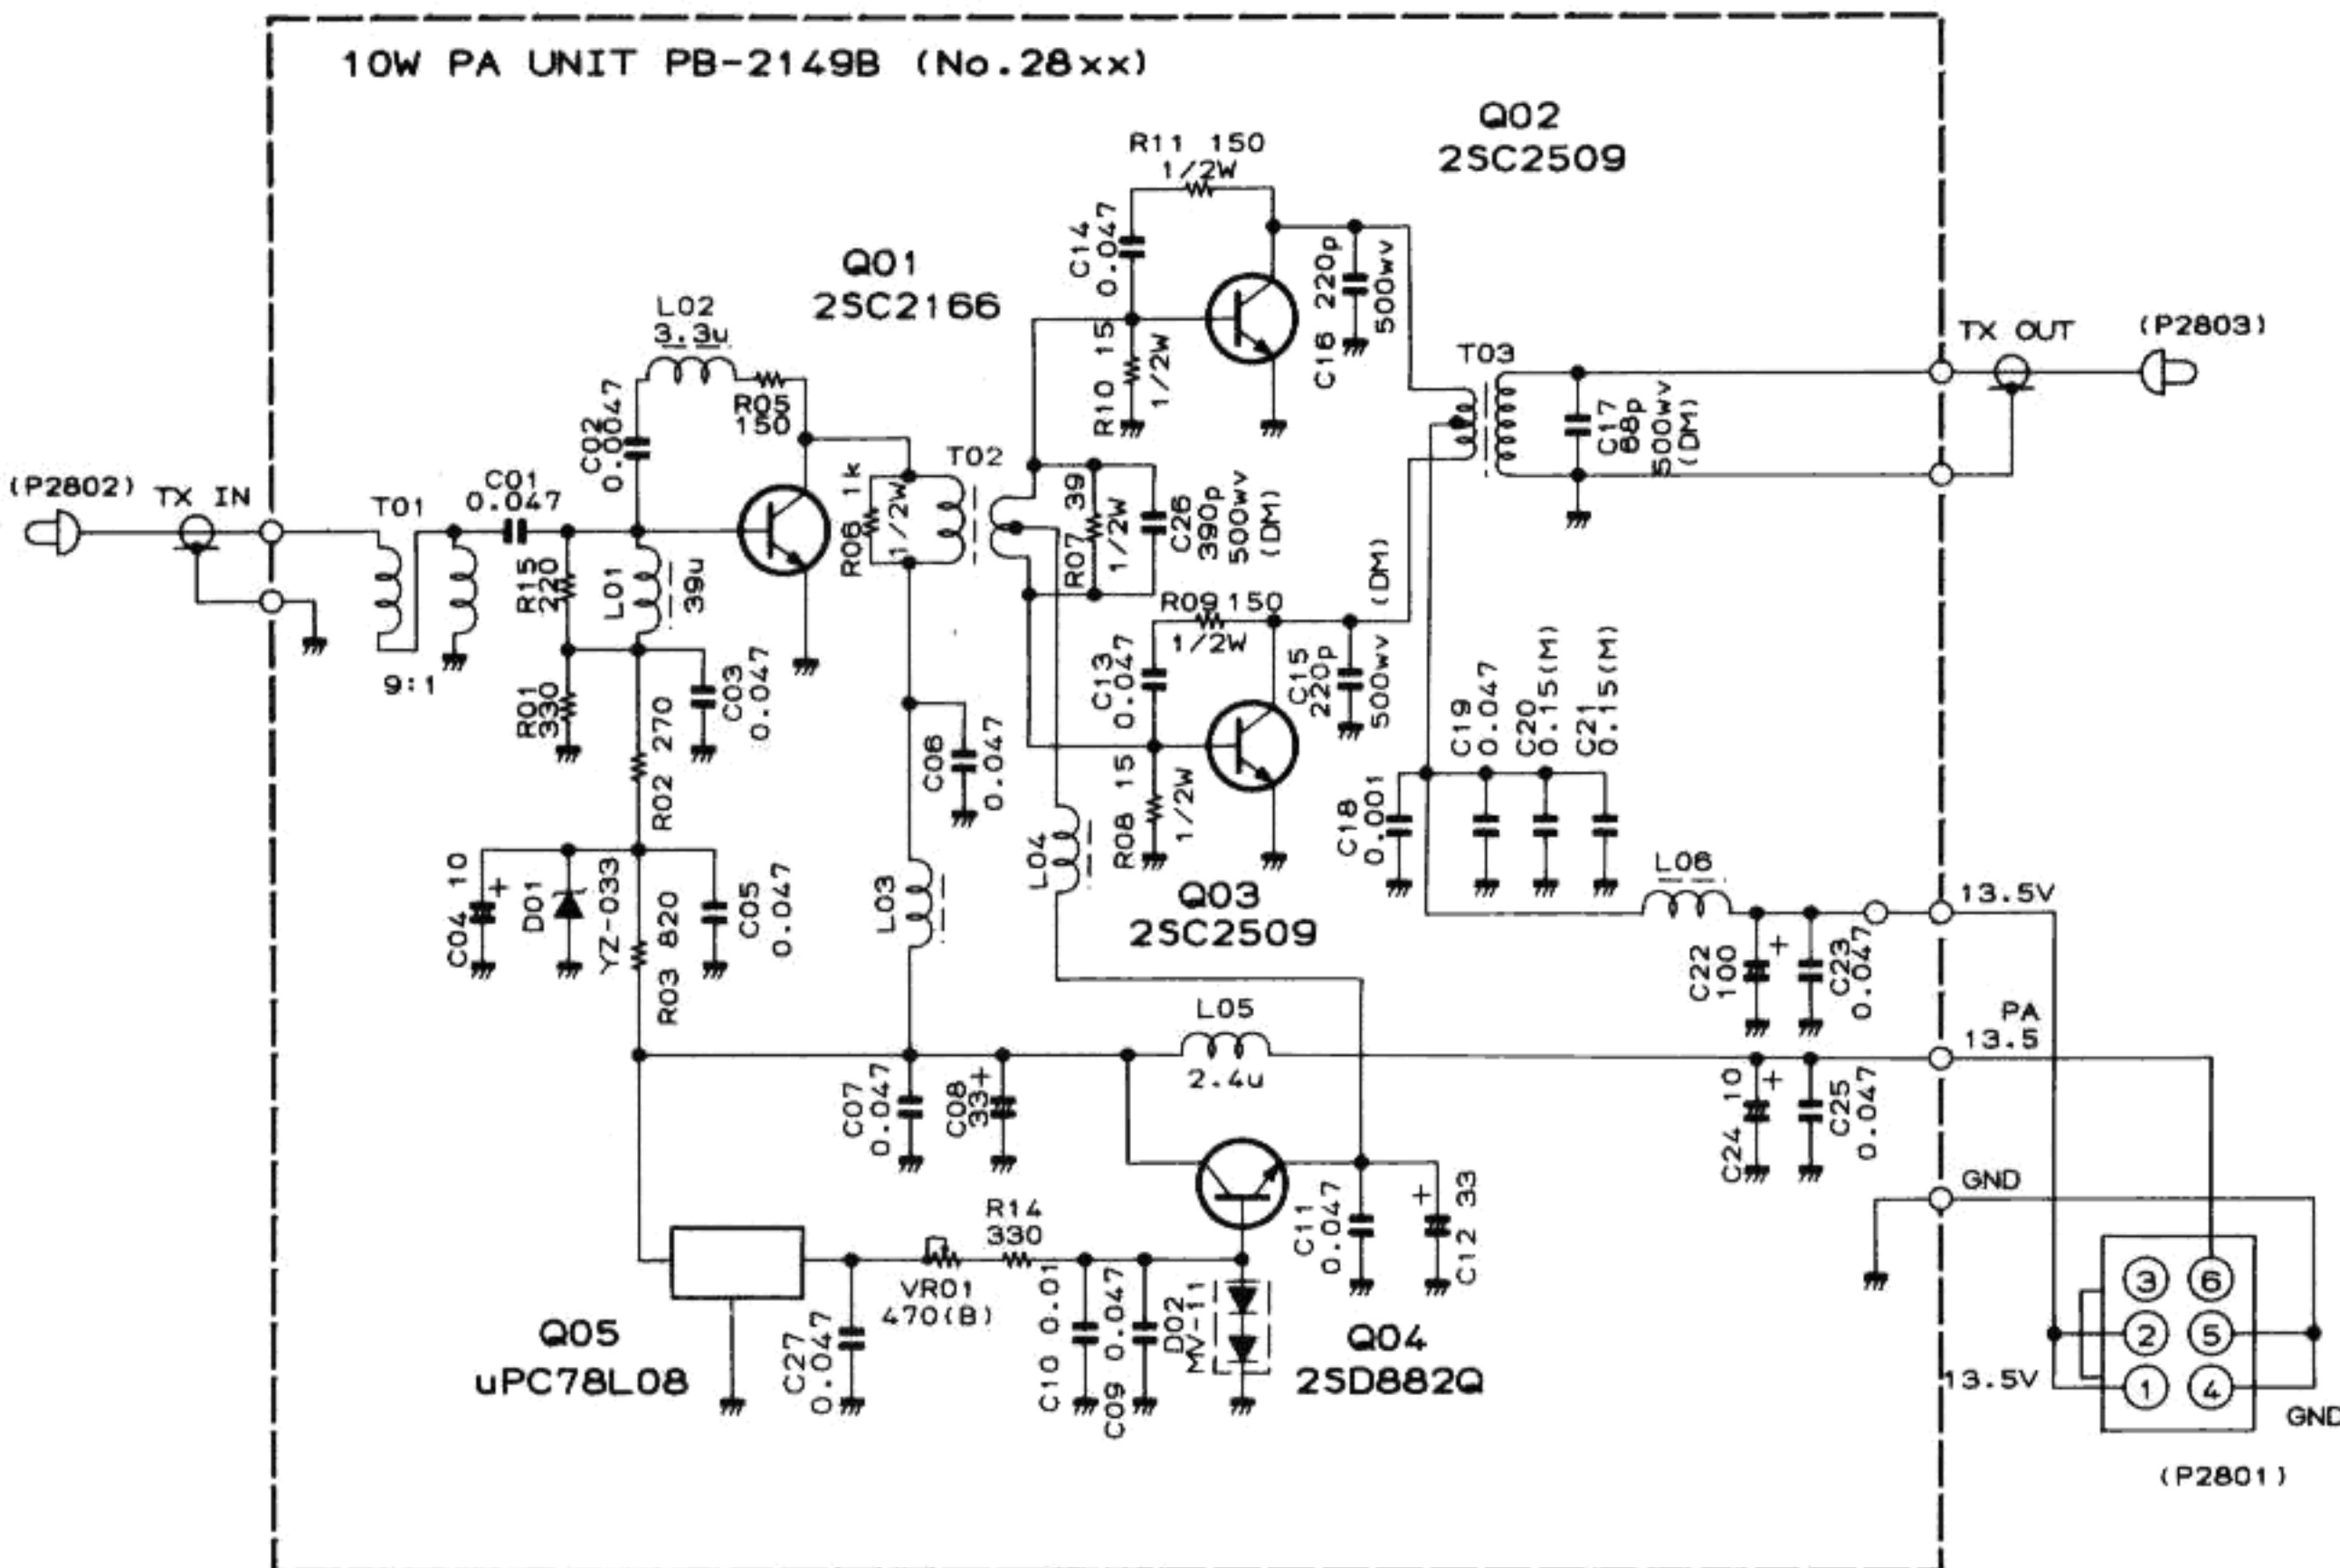 10W PA UNIT PB-2149B (No.28xx)
Q02
2SC2509
R11 150
1/2W
C14
0.047
Q01
2SC2166
L02
3.3u
R05
150
C02
0.0047
R10 15
1/2W
C16 220p
500wv
T03
TX OUT
(P2803)
C17
68p
500wv
(DM)
(P2802)
TX IN
T01
9:1
C01
0.047
R15
220
L01
39u
R06 1k
1/2W
T02
R07 39
1/2W
C26
390p
500wv
(DM)
(DM)
R09 150
1/2W
C13
0.047
C15
220p
500wv
R01
330
R02 270
C03
0.047
C06
0.047
R08 15
1/2W
C19
0.047
C20
0.15(M)
C21
0.15(M)
C18
0.001
L06
13.5V
C04 10
+
D01
YZ-033
R03 820
C05
0.047
L03
L04
Q03
2SC2509
C22
100
+
C23
0.047
PA
13.5
L05
2.4u
C07
0.047
C08
33
+
C24 10
+
C25
0.047
GND
R14
330
VR01
470(B)
C11
0.047
+
C12 33
Q05
uPC78L08
C27
0.047
C10 0.01
C09 0.047
D02
MV-11
Q04
2SD882Q
3
6
2
5
1
4
13.5V
GND
(P2801)